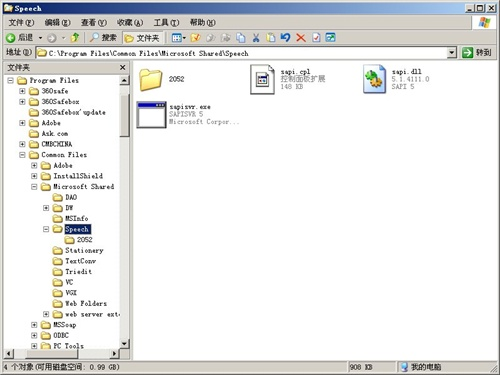 Speech
文件(F) 编辑(E) 查看(V) 收藏(A) 工具(T) 帮助(H)
后退 搜索 文件夹
地址(D) C:\Program Files\Common Files\Microsoft Shared\Speech 转到
文件夹
Program Files
360safe
360Safebox
360Safebox'update
Adobe
Ask.com
CMBCHINA
Common Files
Adobe
InstallShield
Microsoft Shared
DAO
DW
MSInfo
Speech
2052
Stationery
TextConv
Triedit
VC
VGX
Web Folders
web server ext
MSSoap
ODBC
PC Tools
2052
sapi.cpl
控制面板扩展
148 KB
sapi.dll
5.1.4111.0
SAPI 5
sapisvr.exe
SAPISVR 5
Microsoft Corpor...
4 个对象(可用磁盘空间: 0.99 GB) 908 KB 我的电脑